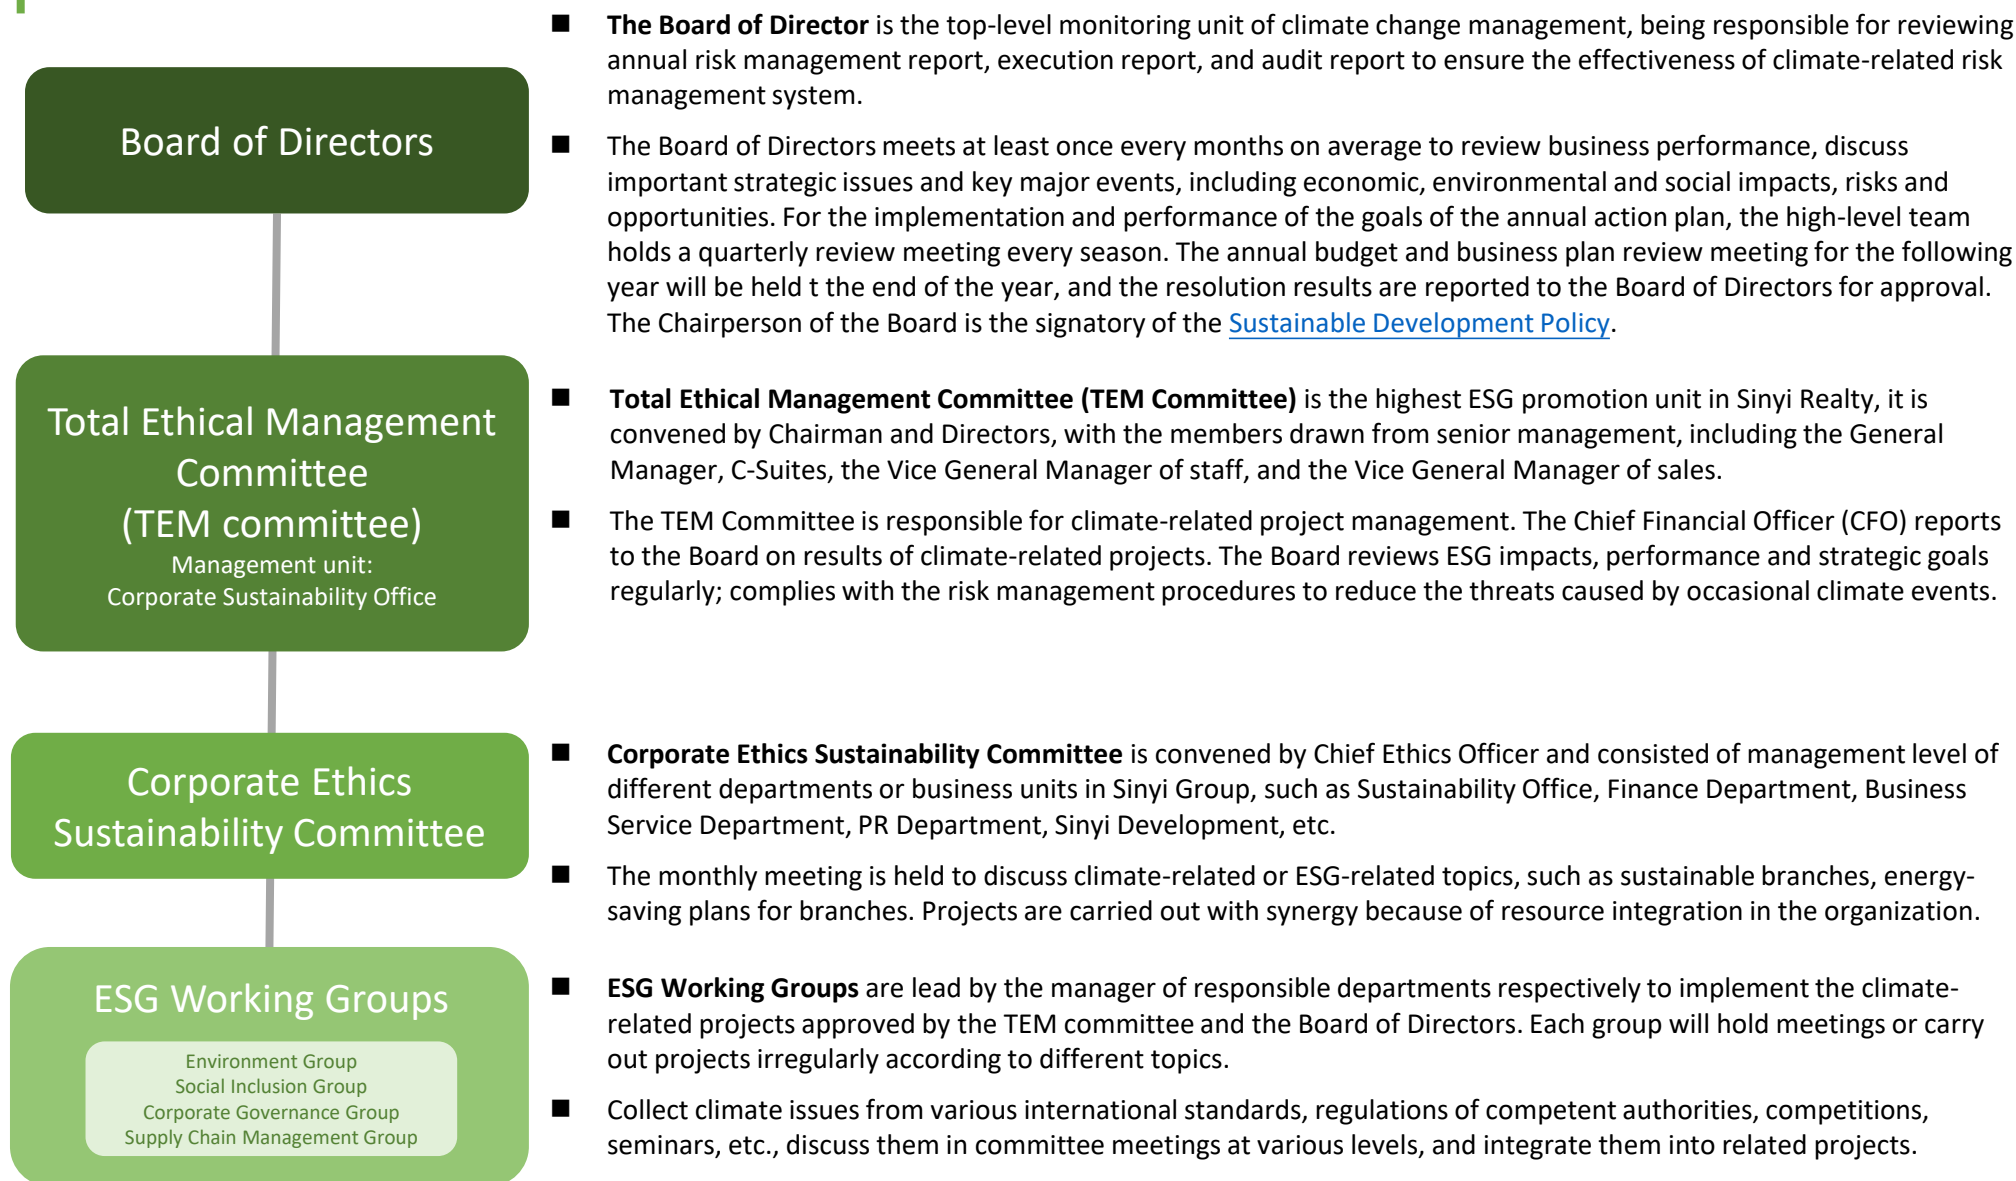 Board of Directors
■ The Board of Director is the top-level monitoring unit of climate change management, being responsible for reviewing
annual risk management report, execution report, and audit report to ensure the effectiveness of climate-related risk
management system.
■ The Board of Directors meets at least once every months on average to review business performance, discuss
important strategic issues and key major events, including economic, environmental and social impacts, risks and
opportunities. For the implementation and performance of the goals of the annual action plan, the high-level team
holds a quarterly review meeting every season. The annual budget and business plan review meeting for the following
year will be held t the end of the year, and the resolution results are reported to the Board of Directors for approval.
The Chairperson of the Board is the signatory of the Sustainable Development Policy.
Total Ethical Management
Committee
(TEM committee)
Management unit:
Corporate Sustainability Office
■ Total Ethical Management Committee (TEM Committee) is the highest ESG promotion unit in Sinyi Realty, it is
convened by Chairman and Directors, with the members drawn from senior management, including the General
Manager, C-Suites, the Vice General Manager of staff, and the Vice General Manager of sales.
■ The TEM Committee is responsible for climate-related project management. The Chief Financial Officer (CFO) reports
to the Board on results of climate-related projects. The Board reviews ESG impacts, performance and strategic goals
regularly; complies with the risk management procedures to reduce the threats caused by occasional climate events.
Corporate Ethics
Sustainability Committee
■ Corporate Ethics Sustainability Committee is convened by Chief Ethics Officer and consisted of management level of
different departments or business units in Sinyi Group, such as Sustainability Office, Finance Department, Business
Service Department, PR Department, Sinyi Development, etc.
■ The monthly meeting is held to discuss climate-related or ESG-related topics, such as sustainable branches, energy-
saving plans for branches. Projects are carried out with synergy because of resource integration in the organization.
ESG Working Groups
Environment Group
Social Inclusion Group
Corporate Governance Group
Supply Chain Management Group
■ ESG Working Groups are lead by the manager of responsible departments respectively to implement the climate-
related projects approved by the TEM committee and the Board of Directors. Each group will hold meetings or carry
out projects irregularly according to different topics.
■ Collect climate issues from various international standards, regulations of competent authorities, competitions,
seminars, etc., discuss them in committee meetings at various levels, and integrate them into related projects.